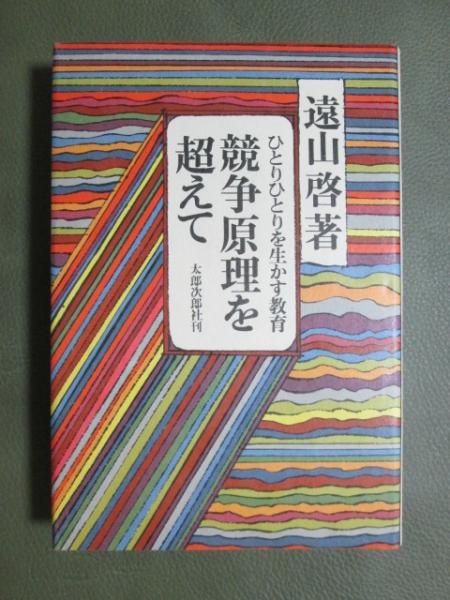 遠山啓著
ひとりひとりを生かす教育
競争原理を
超えて
太郎次郎社刊